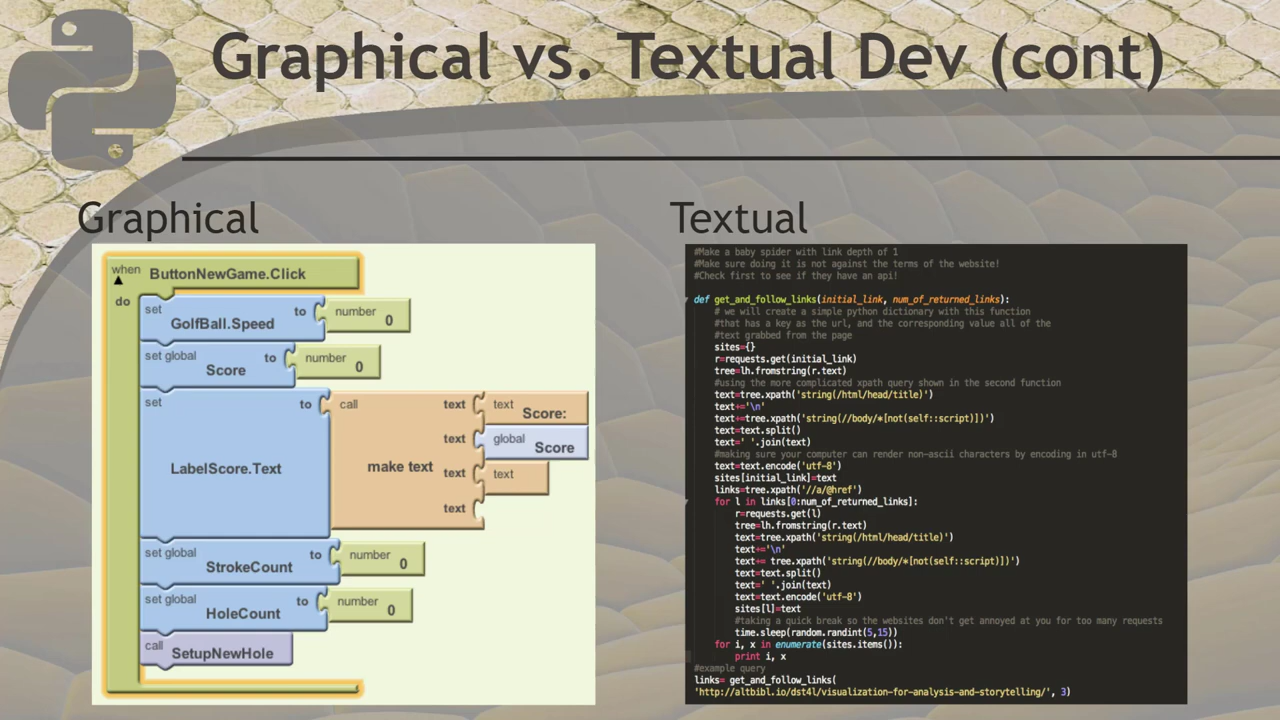 Graphical vs. Textual Dev (cont)
Graphical
when ButtonNewGame.Click
do
set GolfBall.Speed to number 0
set global Score to number 0
set LabelScore.Text to call make text
text text Score:
text global Score
text text
text
set global StrokeCount to number 0
set global HoleCount to number 0
call SetupNewHole
Textual
#Make a baby spider with link depth of 1
#Make sure doing it is not against the terms of the website!
#Check first to see if they have an api!
def get_and_follow_links(initial_link, num_of_returned_links):
# we will create a simple python dictionary with this function
#that has a key as the url, and the corresponding value all of the
#text grabbed from the page
sites={}
r=requests.get(initial_link)
tree=lh.fromstring(r.text)
#using the more complicated xpath query shown in the second function
text=tree.xpath('string(/html/head/title)')
text+='\n'
text+=tree.xpath('string(//body/*[not(self::script)])')
text=text.split()
text=' '.join(text)
#making sure your computer can render non-ascii characters by encoding in utf-8
text=text.encode('utf-8')
sites[initial_link]=text
links=tree.xpath('//a/@href')
for l in links[0:num_of_returned_links]:
r=requests.get(l)
tree=lh.fromstring(r.text)
text=tree.xpath('string(/html/head/title)')
text+='\n'
text+= tree.xpath('string(//body/*[not(self::script)])')
text=text.split()
text=' '.join(text)
text=text.encode('utf-8')
sites[l]=text
#taking a quick break so the websites don't get annoyed at you for too many requests
time.sleep(random.randint(5,15))
for i, x in enumerate(sites.items()):
print i, x
#example query
links= get_and_follow_links(
'http://altbibl.io/dst4l/visualization-for-analysis-and-storytelling/', 3)